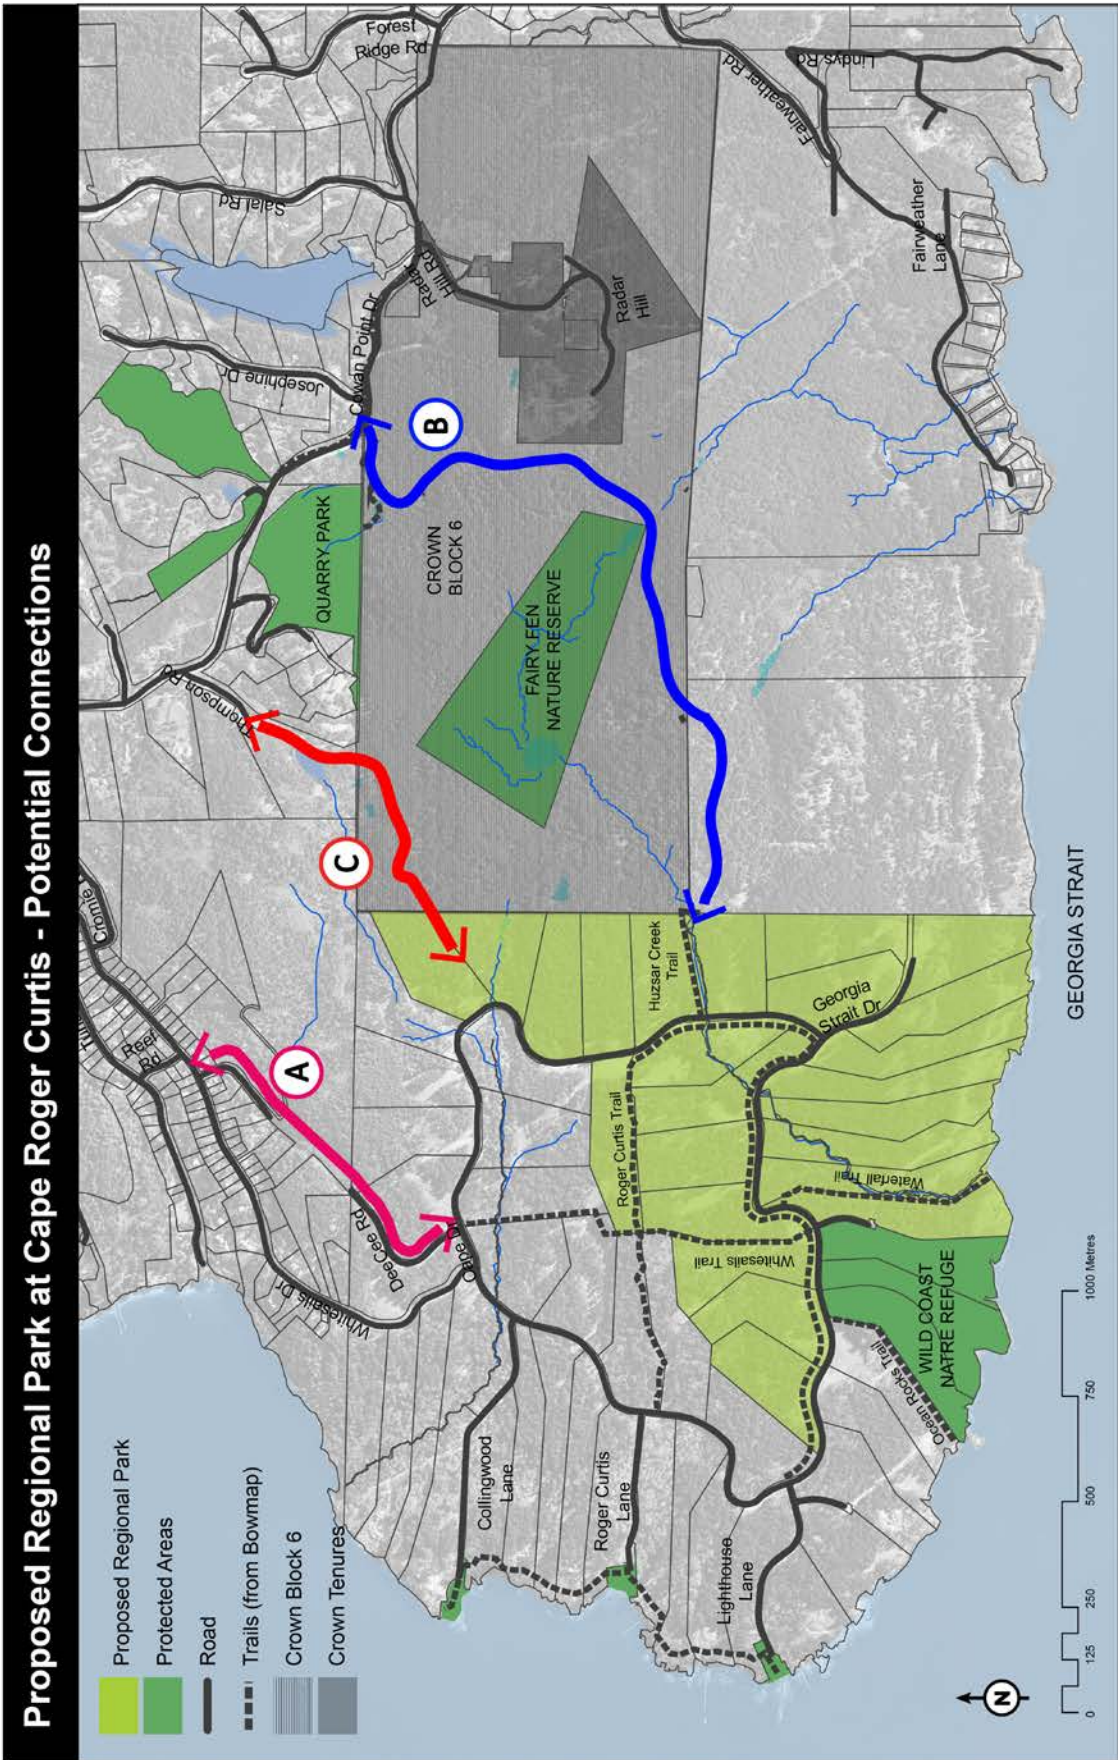 Proposed Regional Park at Cape Roger Curtis - Potential Connections
Proposed Regional Park
Protected Areas
Road
Trails (from Bowmap)
Crown Block 6
Crown Tenures
Cromie
Reef
Rd
Whitesails Dr
DeeCee Rd
Cape Dr
A
C
B
Thompson Rd
QUARRY PARK
Josephine Dr
Cowan Point Dr
Salal Rd
Forest
Ridge Rd
Radar
Hill Rd
Radar
Hill
CROWN
BLOCK 6
FAIRY FEN
NATURE RESERVE
Fairweather Rd
Lindys Rd
Fairweather
Lane
Collingwood
Lane
Roger Curtis
Lane
Lighthouse
Lane
Roger Curtis Trail
Whitesails Trail
Huzsar Creek
Trail
Georgia
Strait Dr
Waterfall Trail
Ocean Rocks Trail
WILD COAST
NATRE REFUGE
GEORGIA STRAIT
N
0 125 250 500 750 1000 Metres